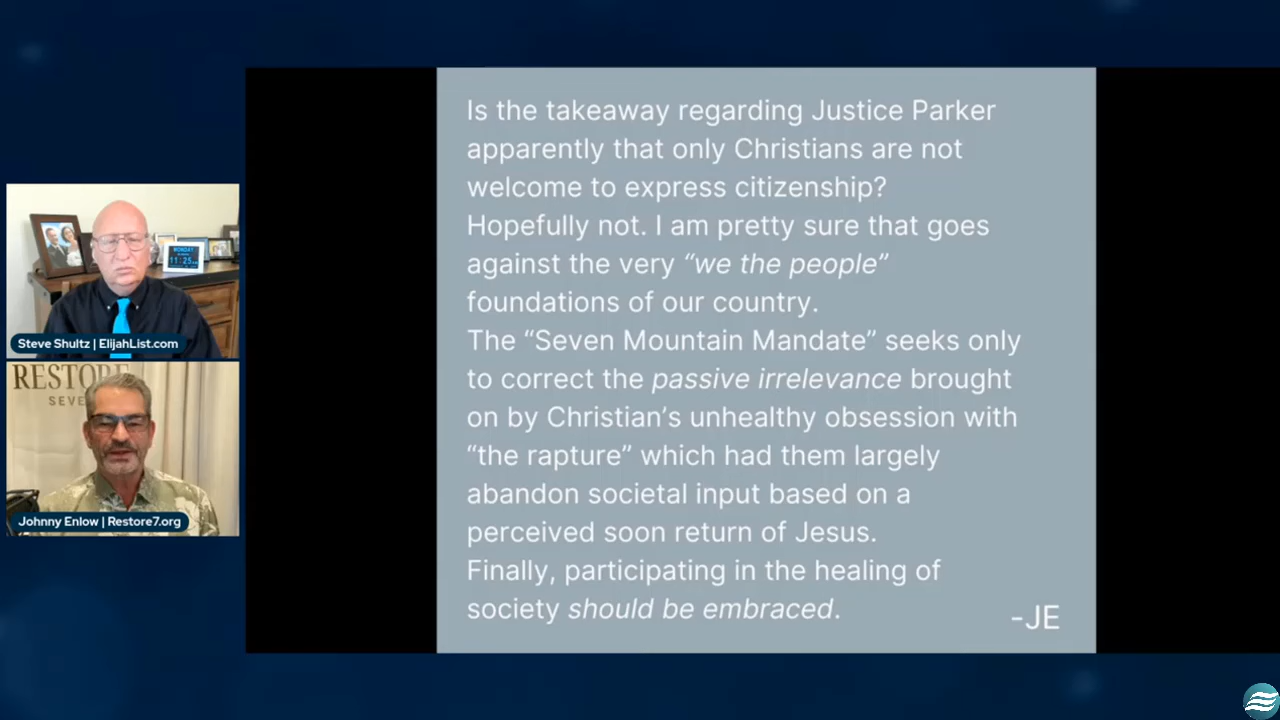 Is the takeaway regarding Justice Parker
apparently that only Christians are not
welcome to express citizenship?
Hopefully not. I am pretty sure that goes
against the very “we the people”
foundations of our country.
The “Seven Mountain Mandate” seeks only
to correct the passive irrelevance brought
on by Christian’s unhealthy obsession with
“the rapture” which had them largely
abandon societal input based on a
perceived soon return of Jesus.
Finally, participating in the healing of
society should be embraced.
-JE
MONDAY
11:25
Steve Shultz | ElijahList.com
RESTORE
SEVE
Johnny Enlow | Restore7.org